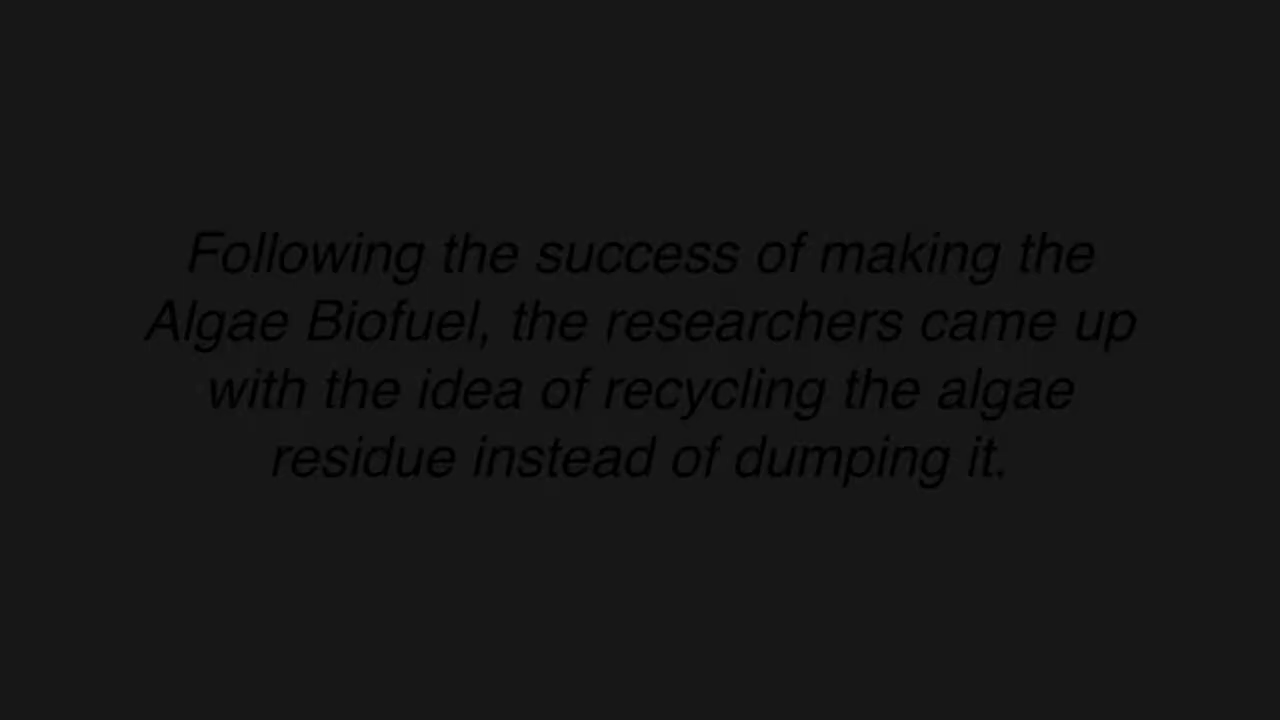 Following the success of making the
Algae Biofuel, the researchers came up
with the idea of recycling the algae
residue instead of dumping it.